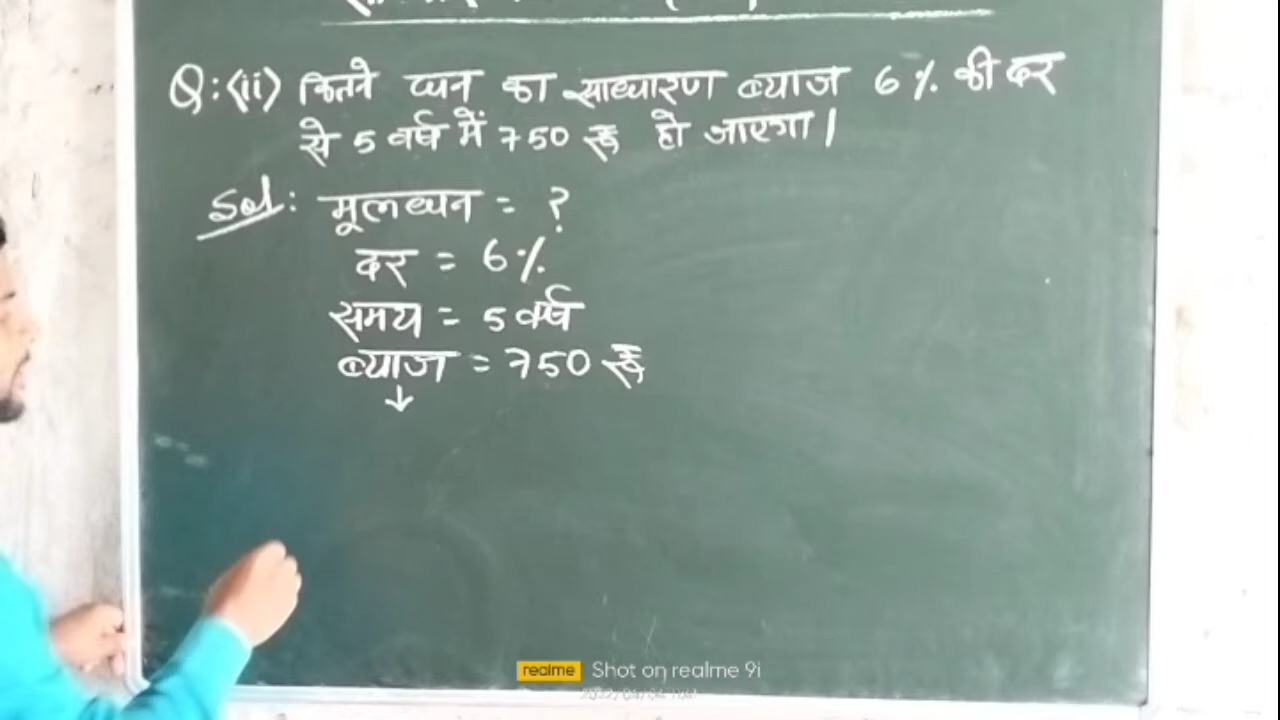 Q:(ii) कितने धन का साधारण ब्याज 6% की दर
से 5 वर्ष में 750 रू हो जाएगा।
Sol: मूलधन = ?
दर = 6%
समय = 5 वर्ष
ब्याज = 750 रू
↓
realme Shot on realme 9i